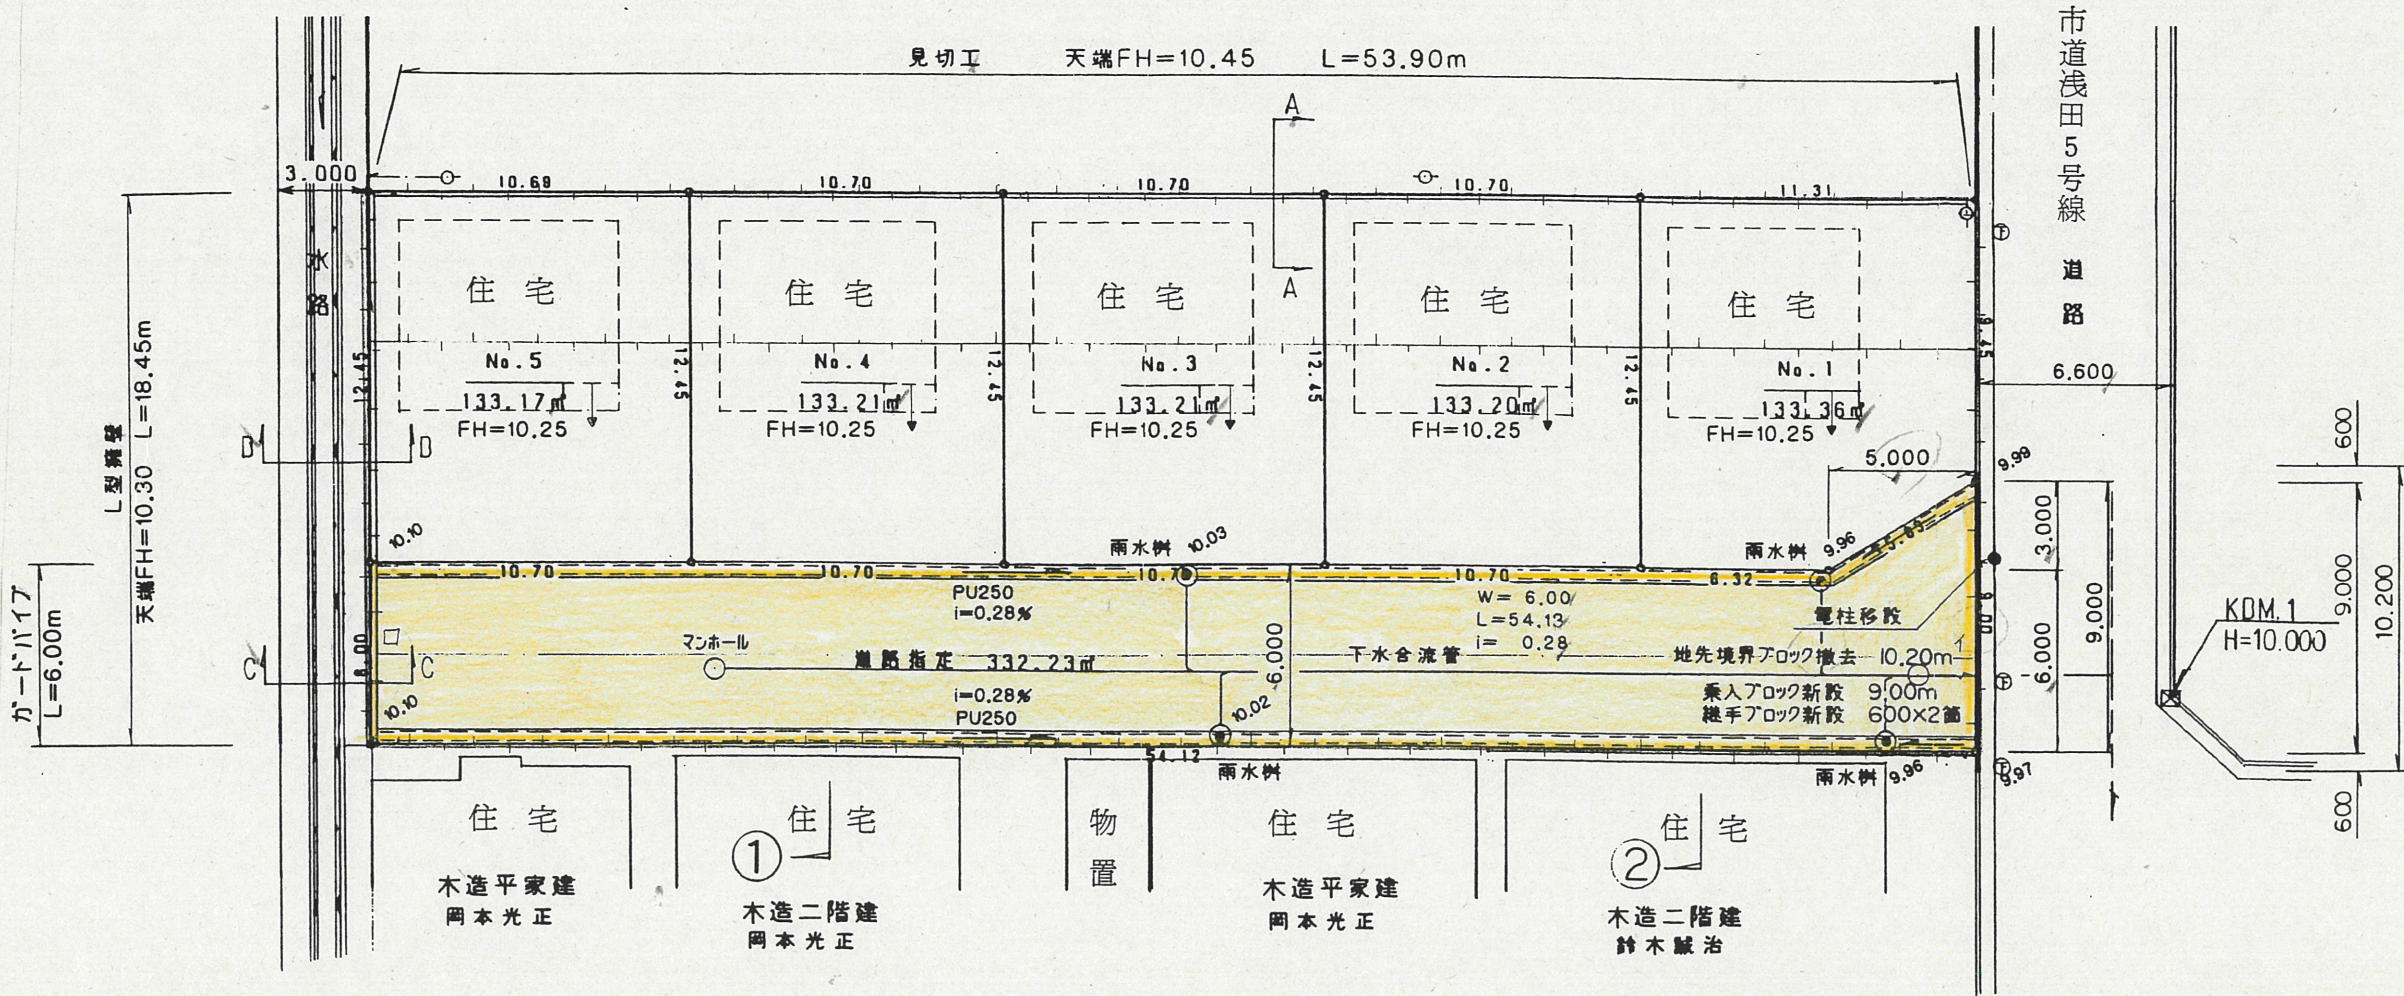 見切工 天端FH=10.45 L=53.90m
市道浅田5号線 道路
3.000
10.69
10.70
10.70
10.70
11.31
A
A
水路
住宅
住宅
住宅
住宅
住宅
No.5
No.4
No.3
No.2
No.1
133.17㎡
133.21㎡
133.21㎡
133.20㎡
133.36㎡
FH=10.25
FH=10.25
FH=10.25
FH=10.25
FH=10.25
12.45
12.45
12.45
12.45
12.45
9.45
6.600
L型擁壁
天端FH=10.30 L=18.45m
ガードパイプ
L=6.00m
5.000
9.99
600
10.10
雨水桝 10.03
雨水桝 9.96
5.83
3.000
9.000
9.000
10.200
10.70
10.70
10.70
10.70
6.32
PU250
i=0.28%
W= 6.00
L=54.13
i= 0.28
電柱移設
9.00
KBM.1
H=10.000
6.00
C
C
マンホール
道路指定 332.23㎡
6.000
下水合流管
地先境界ブロック撤去 10.20m
イ
6.000
乗入ブロック新設 9.00m
継手ブロック新設 600×2箇
10.10
i=0.28%
PU250
10.02
54.12
雨水桝
雨水桝 9.96
9.97
600
住宅
住宅
物置
住宅
住宅
①
②
木造平家建
岡本光正
木造二階建
岡本光正
木造平家建
岡本光正
木造二階建
鈴木誠治